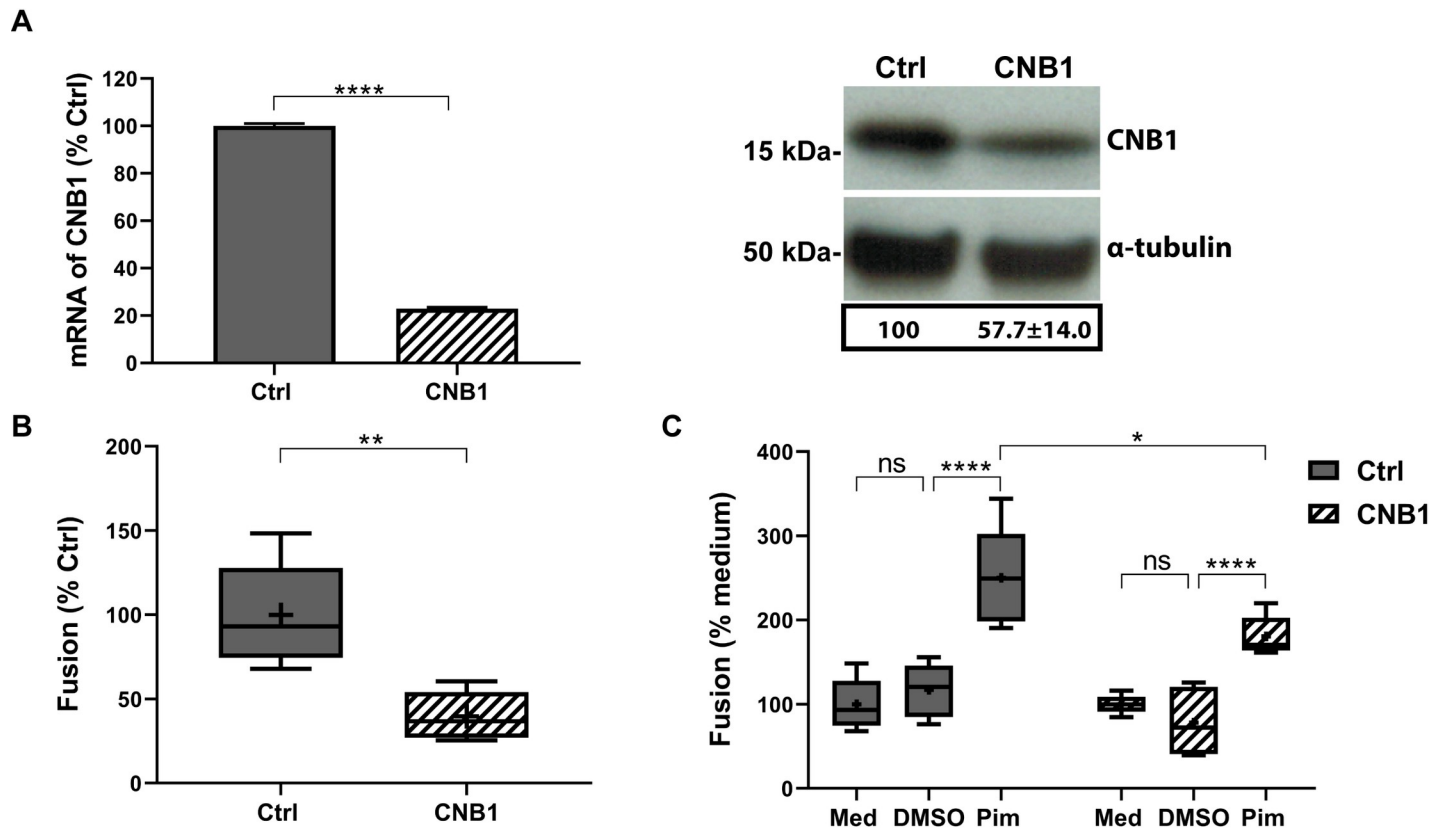 A
mRNA of CNB1 (% Ctrl)
120
100
80
60
40
20
0
****
Ctrl
CNB1
Ctrl CNB1
15 kDa-
CNB1
50 kDa-
α-tubulin
100 57.7±14.0
B
Fusion (% Ctrl)
200
150
100
50
0
**
Ctrl
CNB1
C
Fusion (% medium)
400
300
200
100
0
ns
****
*
ns
****
Ctrl
CNB1
Med DMSO Pim Med DMSO Pim